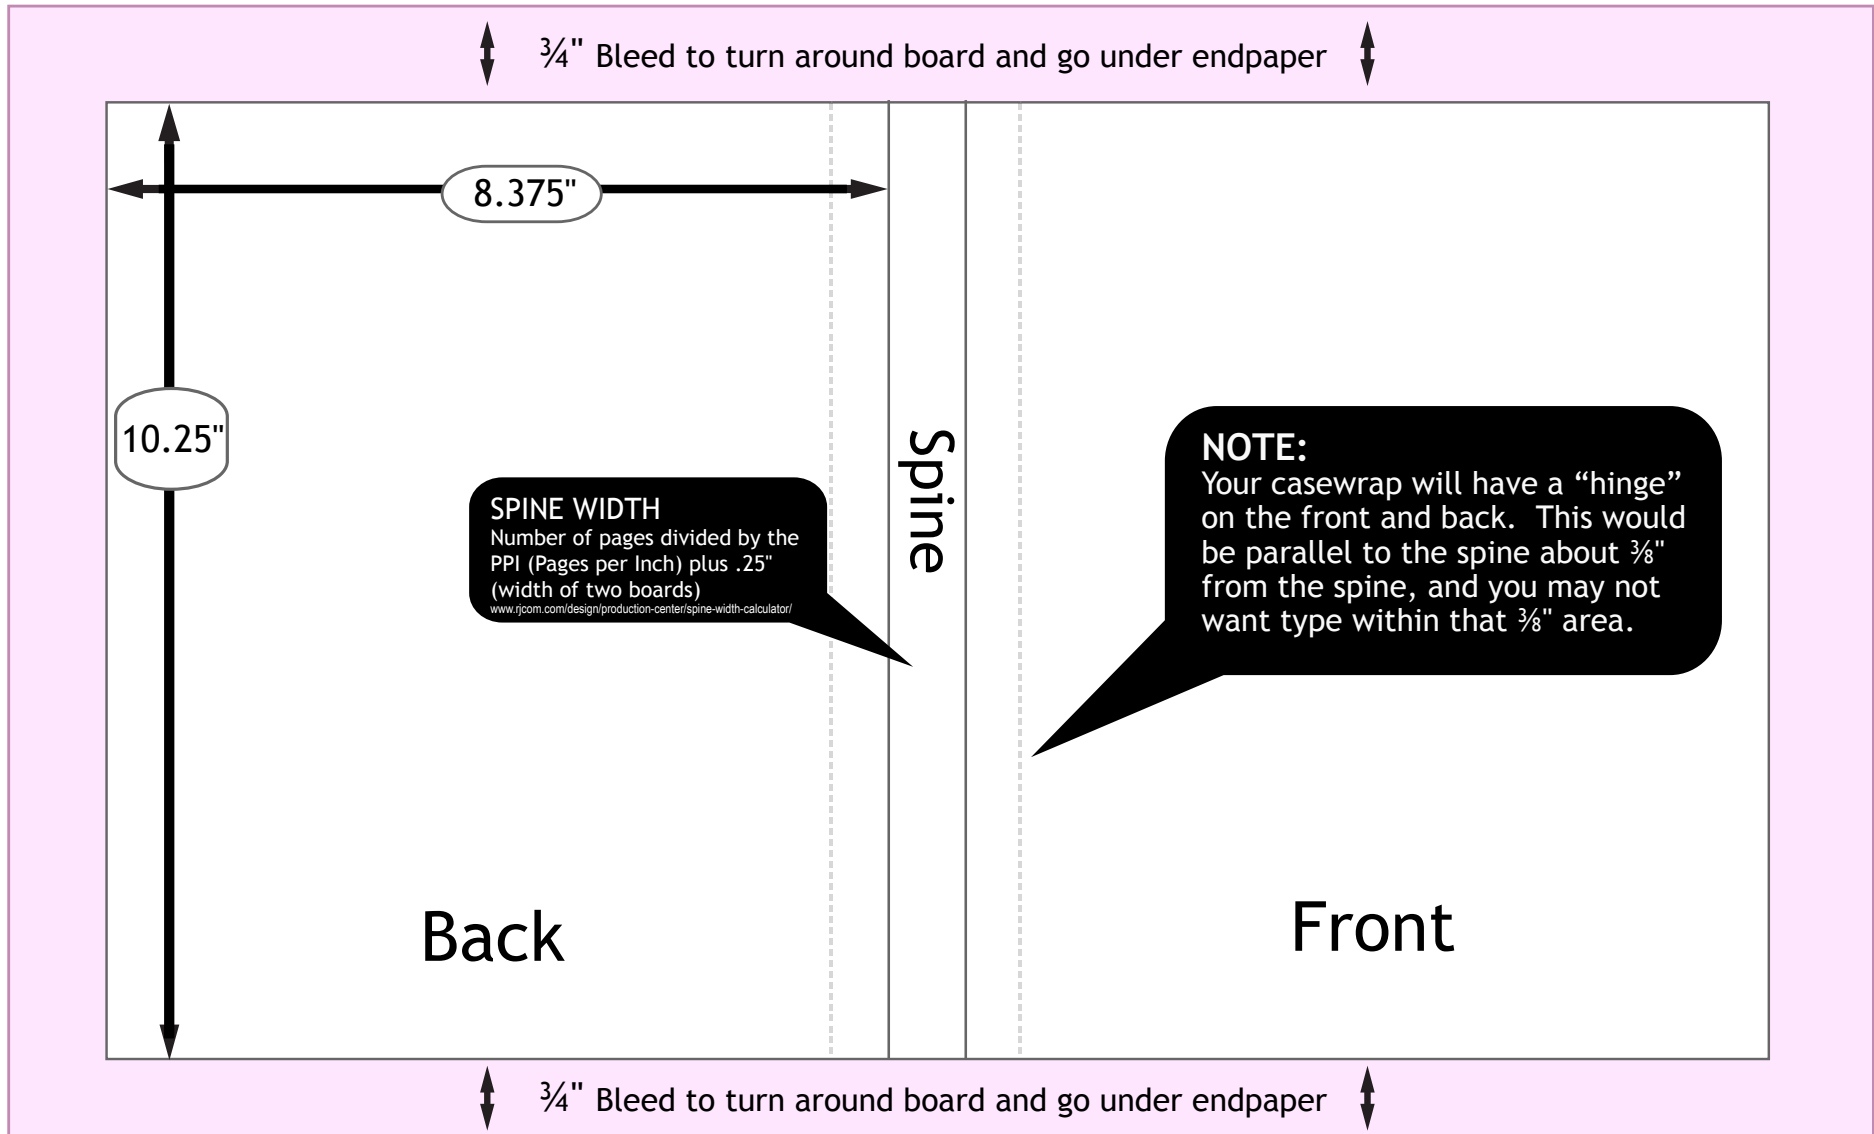 ¾" Bleed to turn around board and go under endpaper
8.375"
10.25"
Spine
SPINE WIDTH
Number of pages divided by the
PPI (Pages per Inch) plus .25"
(width of two boards)
www.rjcom.com/design/production-center/spine-width-calculator/
NOTE:
Your casewrap will have a “hinge”
on the front and back.  This would
be parallel to the spine about ⅜"
from the spine, and you may not
want type within that ⅜" area.
Back
Front
¾" Bleed to turn around board and go under endpaper